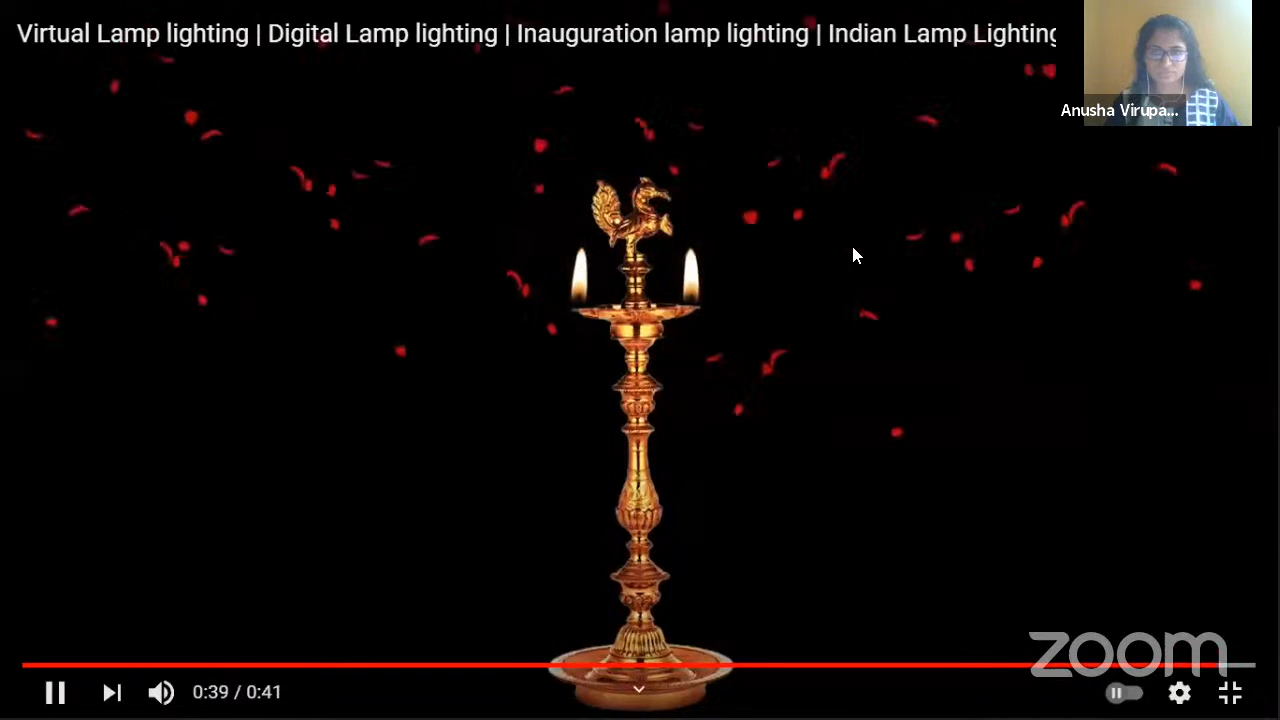 Virtual Lamp lighting | Digital Lamp lighting | Inauguration lamp lighting | Indian Lamp Lighting
Anusha Virupa...
zoom
0:39 / 0:41